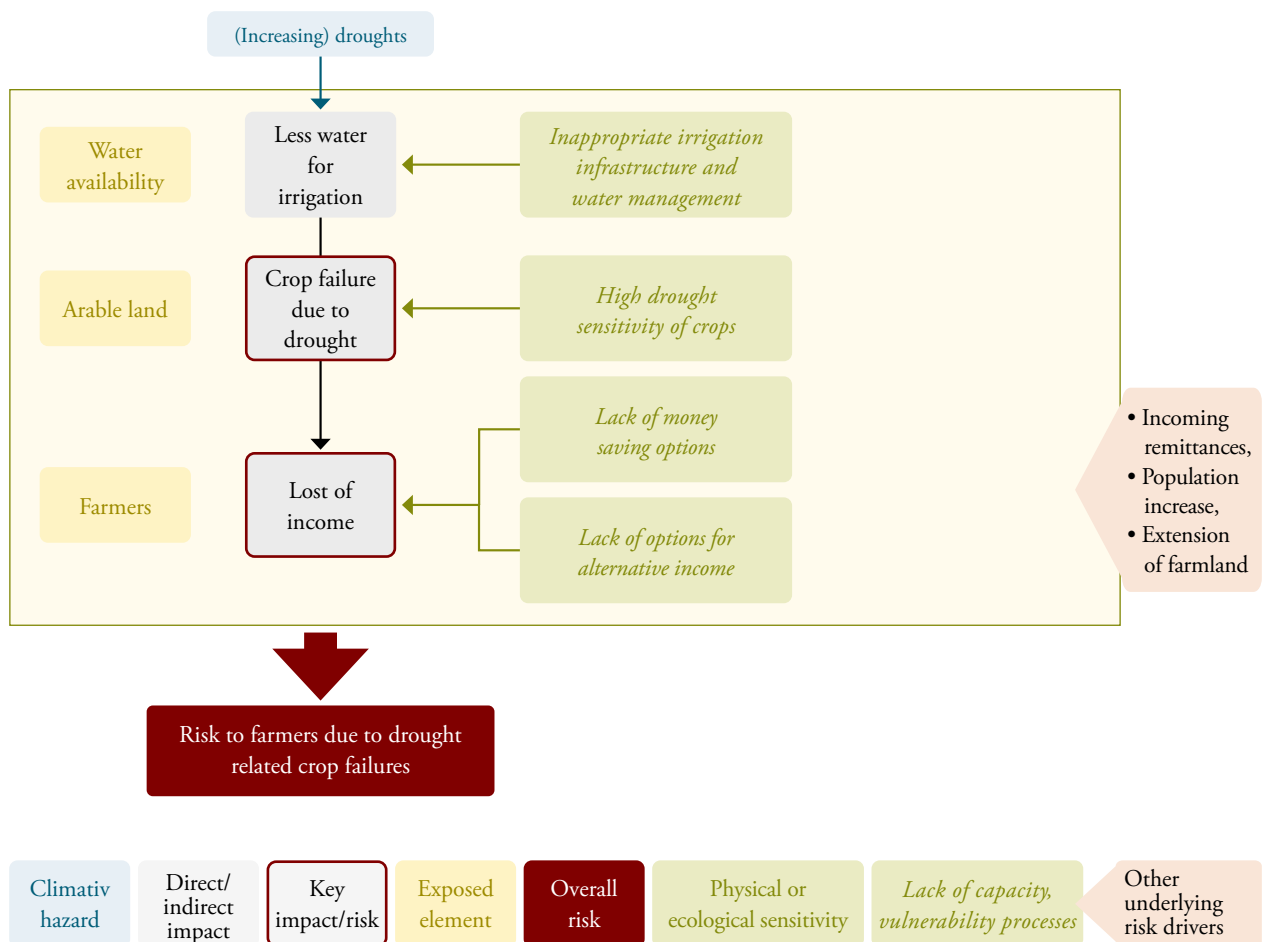 (Increasing) droughts
Water
availability
Less water
for
irrigation
Inappropriate irrigation
infrastructure and
water management
Arable land
Crop failure
due to
drought
High drought
sensitivity of crops
Lack of money
saving options
Farmers
Lost of
income
Lack of options for
alternative income
• Incoming
remittances,
• Population
increase,
• Extension
of farmland
Risk to farmers due to drought
related crop failures
Climativ
hazard
Direct/
indirect
impact
Key
impact/risk
Exposed
element
Overall
risk
Physical or
ecological sensitivity
Lack of capacity,
vulnerability processes
Other
underlying
risk drivers